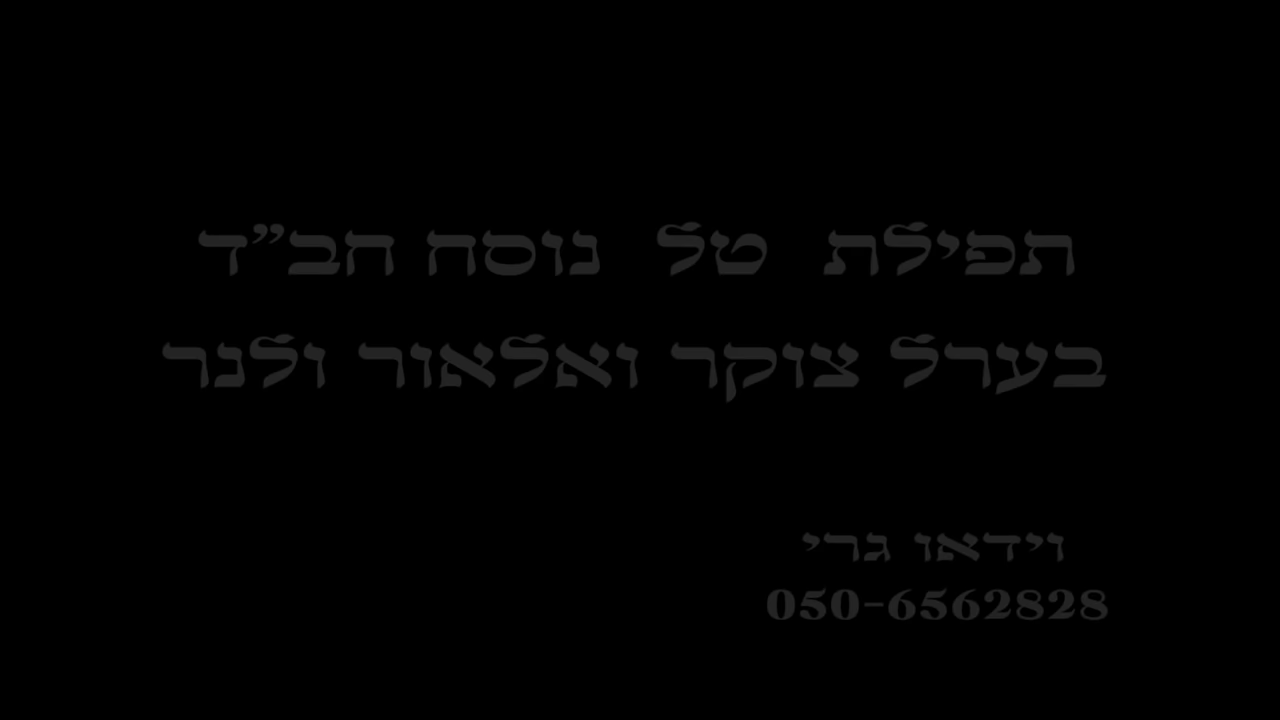 תפילת טל נוסח חב"ד
בערל צוקר ואלאור ולנר
וידאו גרי
050-6562828